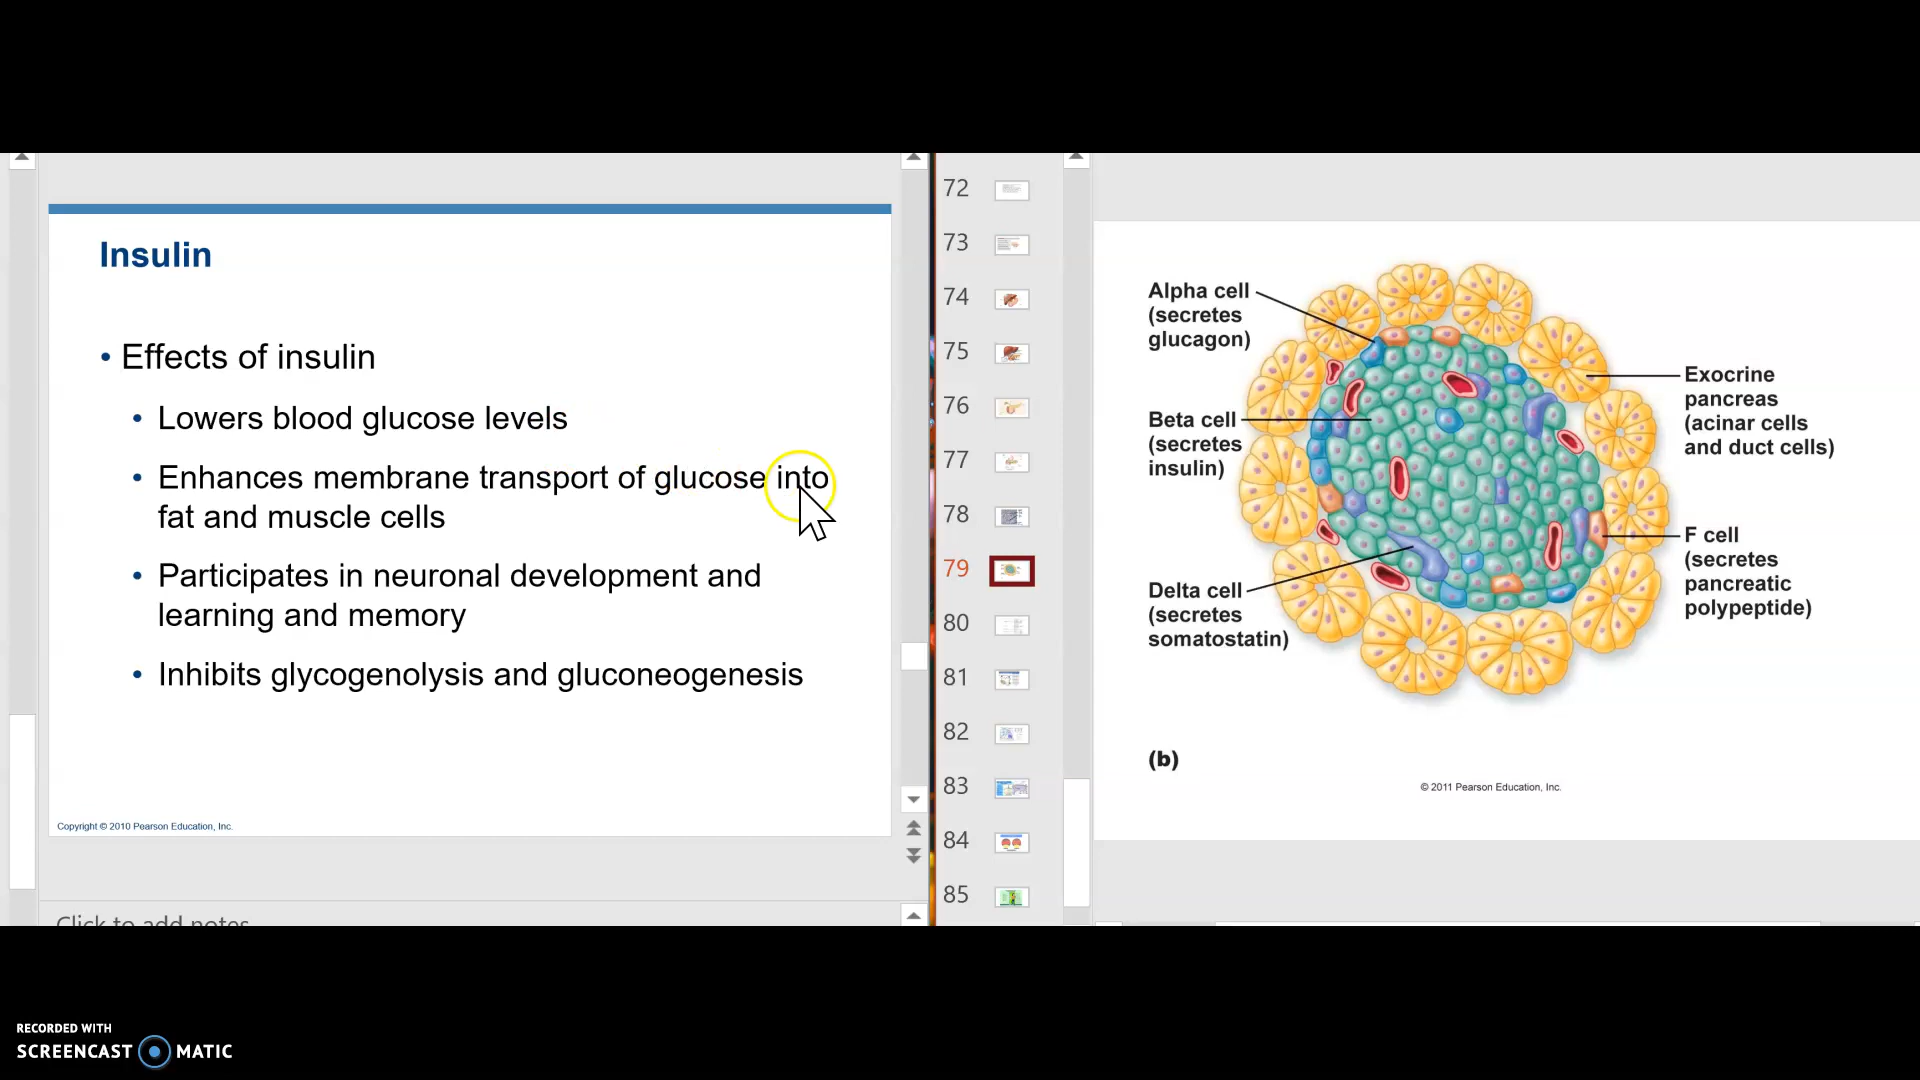 Insulin
• Effects of insulin
• Lowers blood glucose levels
• Enhances membrane transport of glucose into
fat and muscle cells
• Participates in neuronal development and
learning and memory
• Inhibits glycogenolysis and gluconeogenesis
Copyright © 2010 Pearson Education, Inc.
Click to add notes
72
73
74
75
76
77
78
79
80
81
82
83
84
85
Alpha cell
(secretes
glucagon)
Beta cell
(secretes
insulin)
Delta cell
(secretes
somatostatin)
Exocrine
pancreas
(acinar cells
and duct cells)
F cell
(secretes
pancreatic
polypeptide)
(b)
© 2011 Pearson Education, Inc.
RECORDED WITH
SCREENCAST MATIC